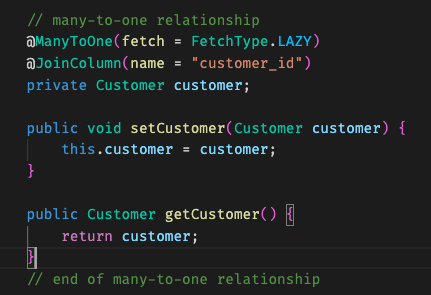 // many-to-one relationship
@ManyToOne(fetch = FetchType.LAZY)
@JoinColumn(name = "customer_id")
private Customer customer;
public void setCustomer(Customer customer) {
this.customer = customer;
}
public Customer getCustomer() {
return customer;
}
// end of many-to-one relationship